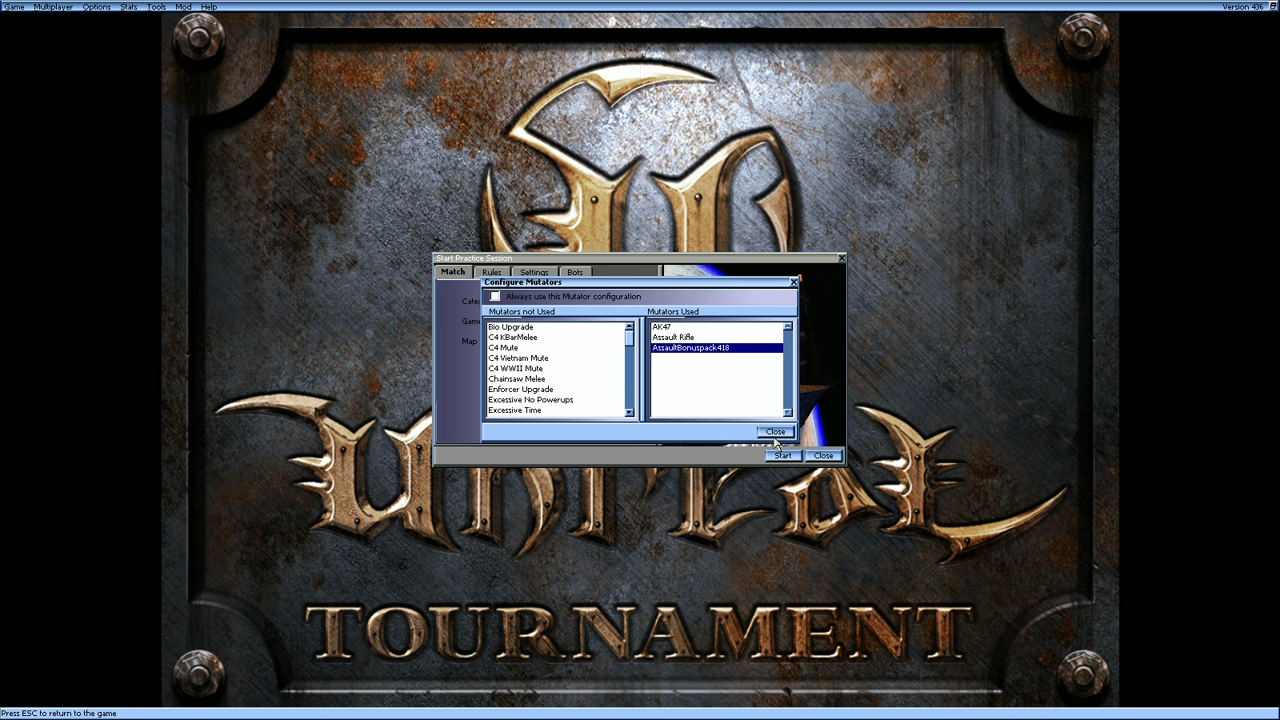 Game Multiplayer Options Stats Tools Mod Help Version 436
Start Practice Session
Match Rules Settings Bots
Configure Mutators
Always use this Mutator configuration
Mutators not Used Mutators Used
Bio Upgrade
C4 KBarMelee
C4 Mute
C4 Vietnam Mute
C4 WWII Mute
Chainsaw Melee
Enforcer Upgrade
Excessive No Powerups
Excessive Time
AK47
Assault Rifle
AssaultBonuspack418
Map
Close
Start Close
UNREAL
TOURNAMENT
Press ESC to return to the game